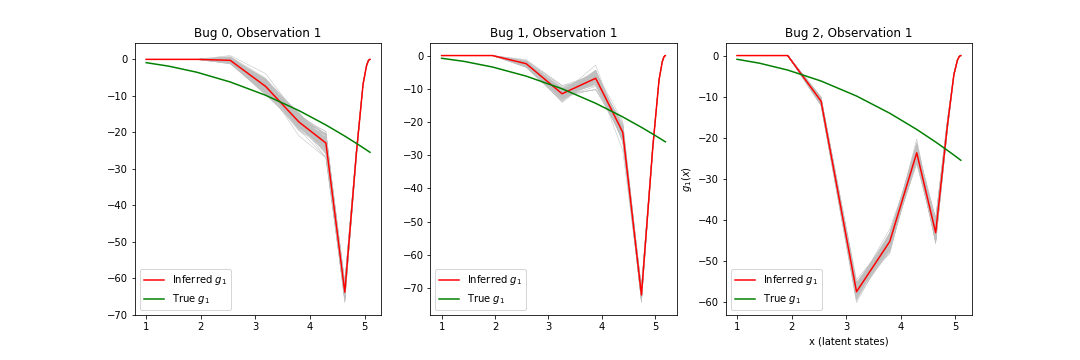 Bug 0, Observation 1
0
−10
−20
−30
−40
−50
−60
−70
1 2 3 4 5
Inferred g₁
True g₁
Bug 1, Observation 1
0
−10
−20
−30
−40
−50
−60
−70
1 2 3 4 5
Inferred g₁
True g₁
Bug 2, Observation 1
g₁(x)
0
−10
−20
−30
−40
−50
−60
1 2 3 4 5
x (latent states)
Inferred g₁
True g₁